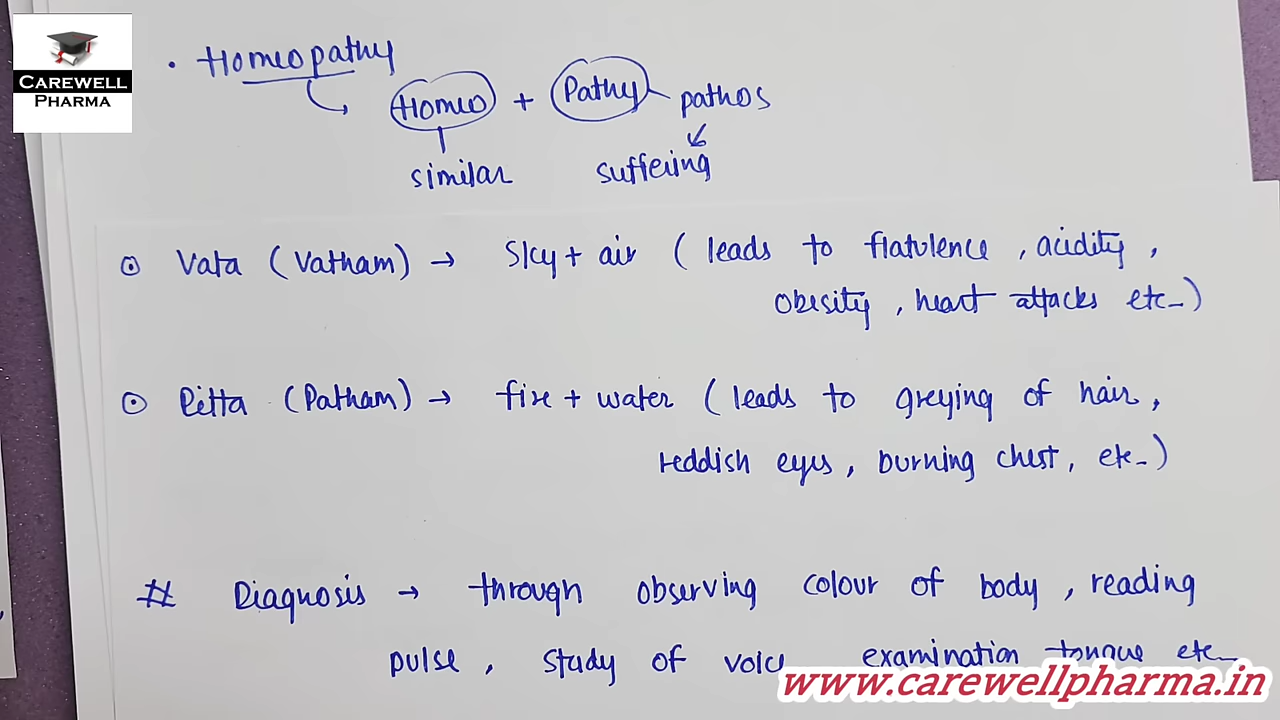 CAREWELL
PHARMA
• Homeopathy
Homeo + Pathy pathos
similar suffering
⊙ Vata (Vatham) → Sky + air (leads to flatulence, acidity,
obesity, heart attacks etc-)
⊙ Pitta (Patham) → fire + water (leads to greying of hair,
reddish eyes, burning chest, etc-)
# Diagnosis → through observing colour of body, reading
pulse, study of voice examination tongue etc-
www.carewellpharma.in